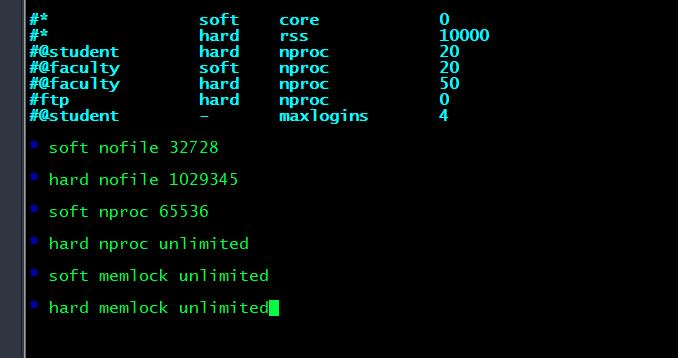 #*               soft    core            0
#*               hard    rss             10000
#@student        hard    nproc           20
#@faculty        soft    nproc           20
#@faculty        hard    nproc           50
#ftp             hard    nproc           0
#@student        -       maxlogins       4
* soft nofile 32728
* hard nofile 1029345
* soft nproc 65536
* hard nproc unlimited
* soft memlock unlimited
* hard memlock unlimited